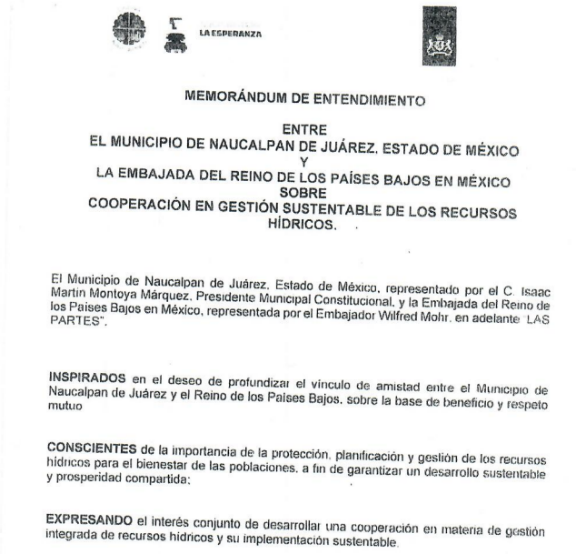 LA ESPERANZA
MEMORÁNDUM DE ENTENDIMIENTO
ENTRE
EL MUNICIPIO DE NAUCALPAN DE JUÁREZ, ESTADO DE MÉXICO
Y
LA EMBAJADA DEL REINO DE LOS PAÍSES BAJOS EN MÉXICO
SOBRE
COOPERACIÓN EN GESTIÓN SUSTENTABLE DE LOS RECURSOS
HÍDRICOS.
El Municipio de Naucalpan de Juárez, Estado de México, representado por el C. Isaac
Martín Montoya Márquez, Presidente Municipal Constitucional, y la Embajada del Reino de
los Países Bajos en México, representada por el Embajador Wilfred Mohr, en adelante "LAS
PARTES".
INSPIRADOS en el deseo de profundizar el vínculo de amistad entre el Municipio de
Naucalpan de Juárez y el Reino de los Países Bajos, sobre la base de beneficio y respeto
mutuo
CONSCIENTES de la importancia de la protección, planificación y gestión de los recursos
hídricos para el bienestar de las poblaciones, a fin de garantizar un desarrollo sustentable
y prosperidad compartida;
EXPRESANDO el interés conjunto de desarrollar una cooperación en materia de gestión
integrada de recursos hídricos y su implementación sustentable.